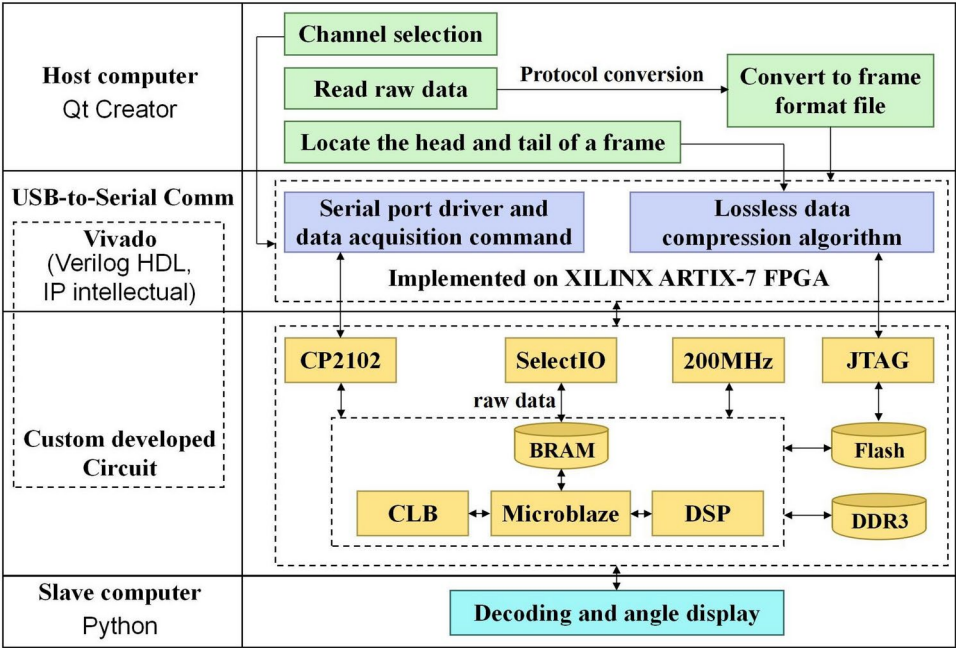 Channel selection
Host computer
Qt Creator
Read raw data
Protocol conversion
Convert to frame
format file
Locate the head and tail of a frame
USB-to-Serial Comm
Vivado
(Verilog HDL,
IP intellectual)
Serial port driver and
data acquisition command
Lossless data
compression algorithm
Implemented on XILINX ARTIX-7 FPGA
Custom developed
Circuit
CP2102
SelectIO
200MHz
JTAG
raw data
BRAM
Flash
CLB
Microblaze
DSP
DDR3
Slave computer
Python
Decoding and angle display